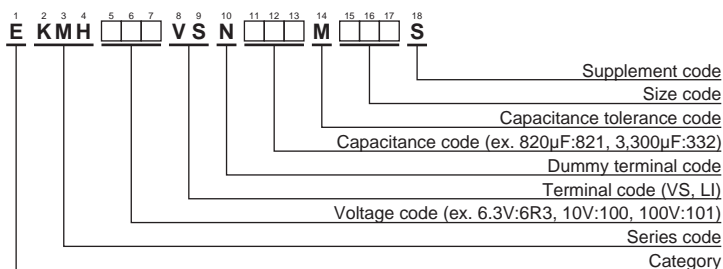 1 2 3 4 5 6 7 8 9 10 11 12 13 14 15 16 17 18
E KMH □□□ VS N □□□ M □□□ S
Supplement code
Size code
Capacitance tolerance code
Capacitance code (ex. 820μF:821, 3,300μF:332)
Dummy terminal code
Terminal code (VS, LI)
Voltage code (ex. 6.3V:6R3, 10V:100, 100V:101)
Series code
Category